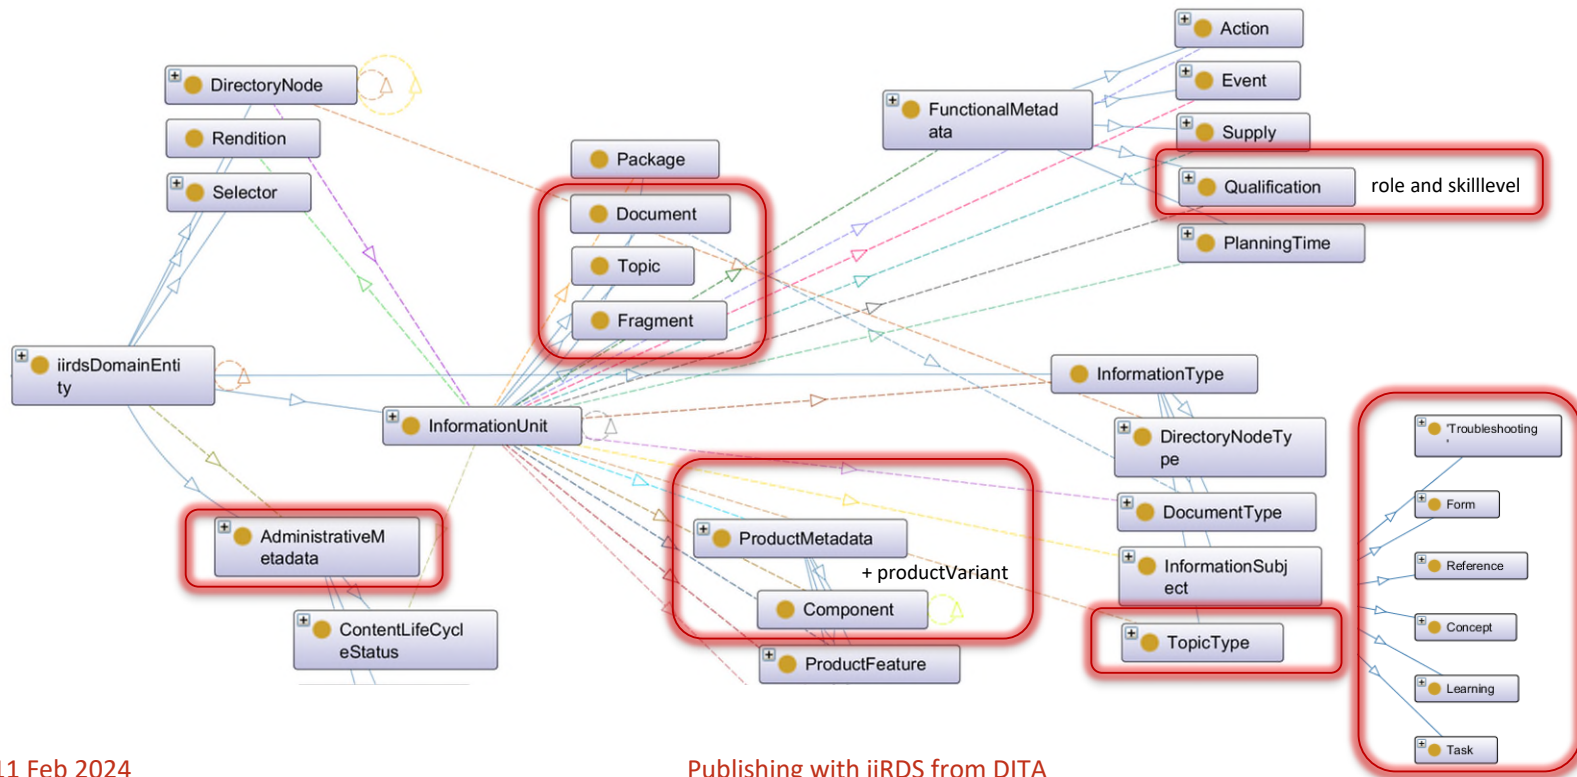 Action
DirectoryNode
Event
FunctionalMetad
ata
Rendition
Supply
Package
Qualification
role and skilllevel
Selector
Document
PlanningTime
Topic
Fragment
iirdsDomainEnti
ty
InformationType
InformationUnit
DirectoryNodeTy
pe
'Troubleshooting
'
Form
DocumentType
AdministrativeM
etadata
ProductMetadata
+ productVariant
InformationSubj
ect
Reference
Component
Concept
ContentLifeCycl
eStatus
TopicType
ProductFeature
Learning
Task
11 Feb 2024
Publishing with iiRDS from DITA